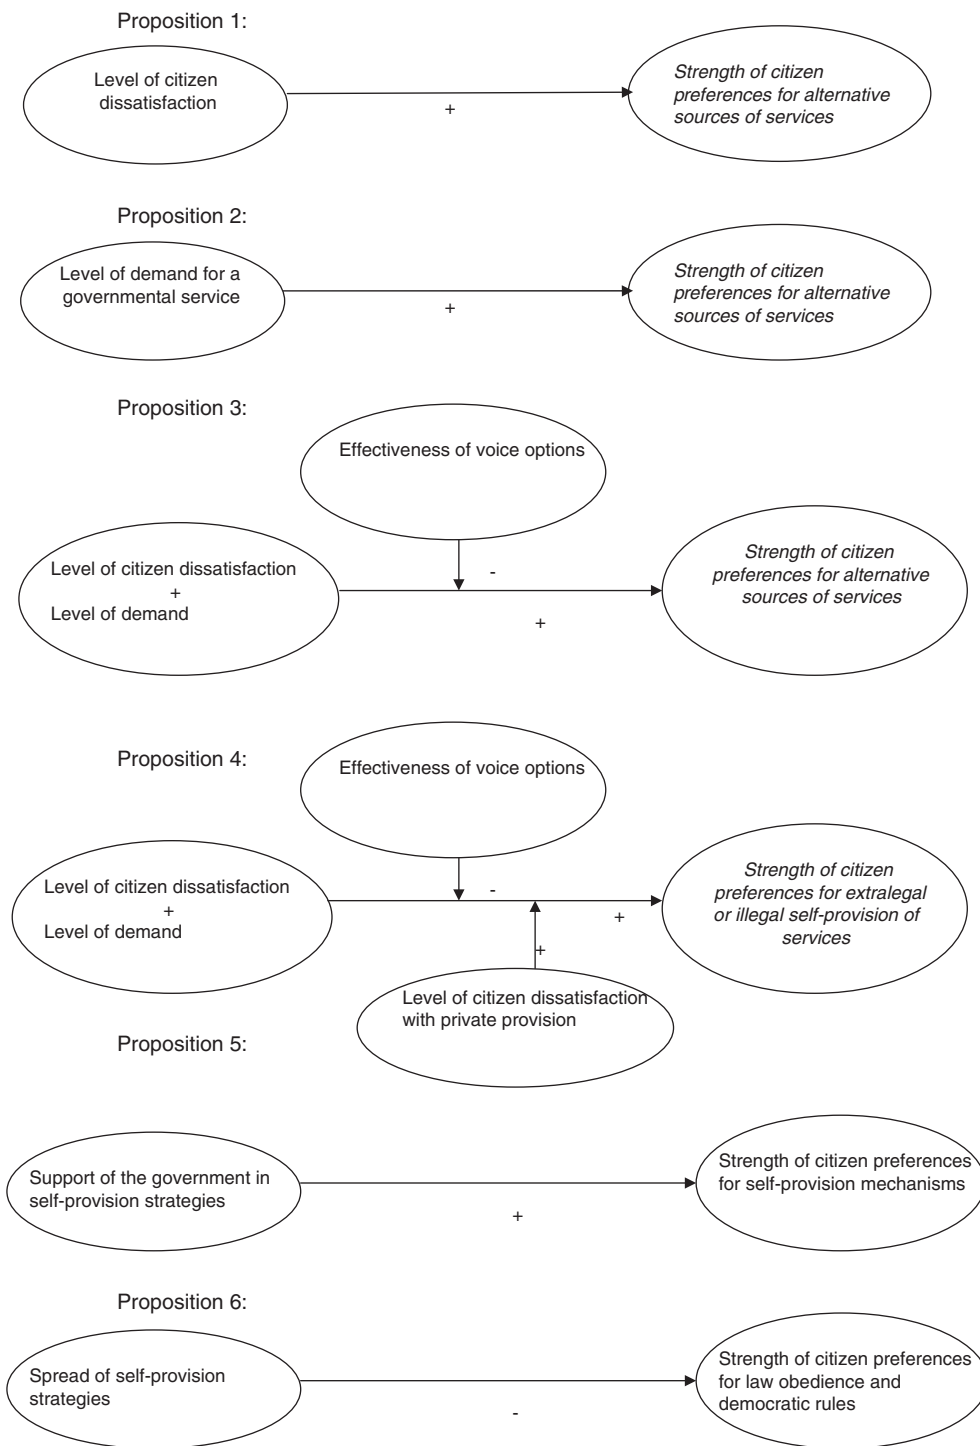 Proposition 1:
Level of citizen
dissatisfaction
+
Strength of citizen
preferences for alternative
sources of services
Proposition 2:
Level of demand for a
governmental service
+
Strength of citizen
preferences for alternative
sources of services
Proposition 3:
Effectiveness of voice options
Level of citizen dissatisfaction
+
Level of demand
-
+
Strength of citizen
preferences for alternative
sources of services
Proposition 4:
Effectiveness of voice options
Level of citizen dissatisfaction
+
Level of demand
-
+
+
Strength of citizen
preferences for extralegal
or illegal self-provision of
services
Level of citizen dissatisfaction
with private provision
Proposition 5:
Support of the government in
self-provision strategies
+
Strength of citizen preferences
for self-provision mechanisms
Proposition 6:
Spread of self-provision
strategies
-
Strength of citizen preferences
for law obedience and
democratic rules